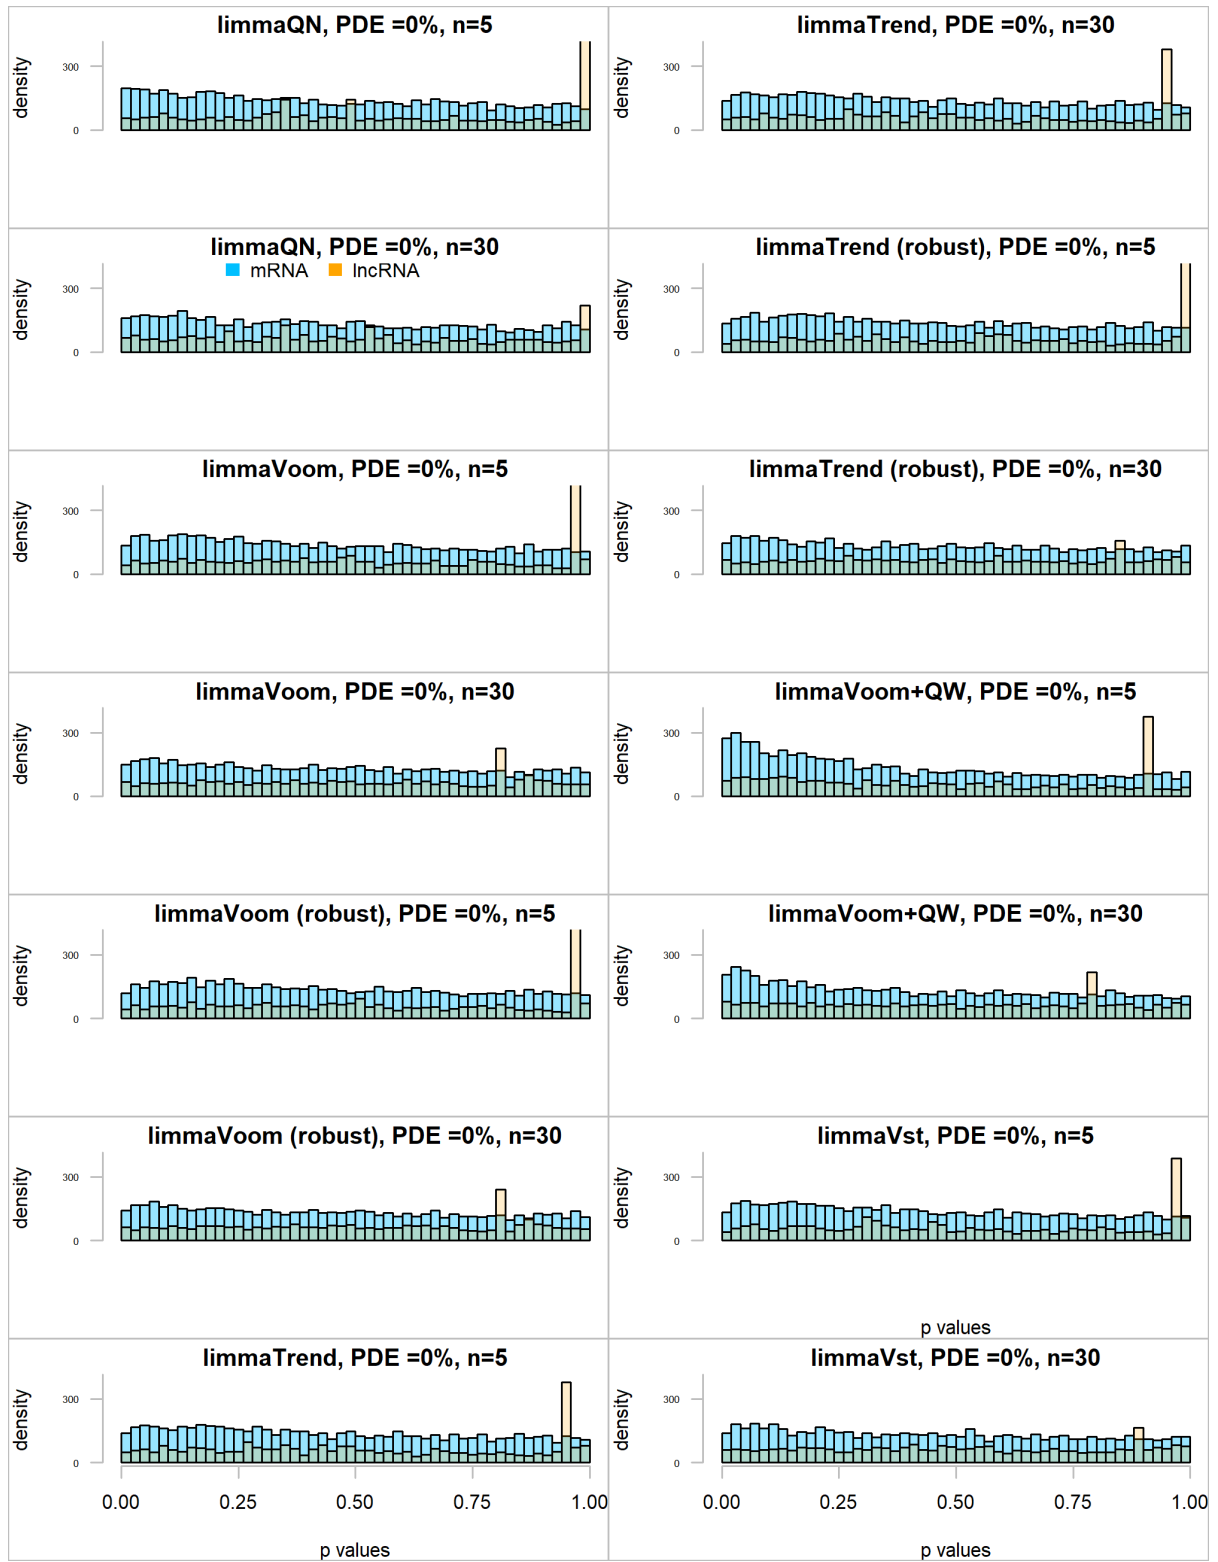 limmaQN, PDE =0%, n=5
density
300
0
limmaTrend, PDE =0%, n=30
density
300
0
limmaQN, PDE =0%, n=30
mRNA lncRNA
density
300
0
limmaTrend (robust), PDE =0%, n=5
density
300
0
limmaVoom, PDE =0%, n=5
density
300
0
limmaTrend (robust), PDE =0%, n=30
density
300
0
limmaVoom, PDE =0%, n=30
density
300
0
limmaVoom+QW, PDE =0%, n=5
density
300
0
limmaVoom (robust), PDE =0%, n=5
density
300
0
limmaVoom+QW, PDE =0%, n=30
density
300
0
limmaVoom (robust), PDE =0%, n=30
density
300
0
limmaVst, PDE =0%, n=5
density
300
0
p values
limmaTrend, PDE =0%, n=5
density
300
0
0.00 0.25 0.50 0.75 1.00
p values
limmaVst, PDE =0%, n=30
density
300
0
0.00 0.25 0.50 0.75 1.00
p values